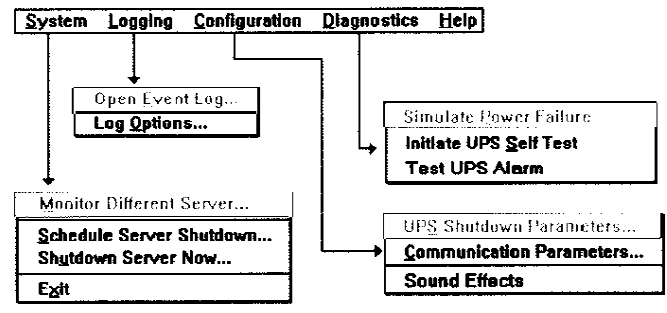 System Logging Configuration Diagnostics Help
Open Event Log...
Log Options...
Simulate Power Failure
Initiate UPS Self Test
Test UPS Alarm
Monitor Different Server...
Schedule Server Shutdown...
Shutdown Server Now...
Exit
UPS Shutdown Parameters...
Communication Parameters...
Sound Effects